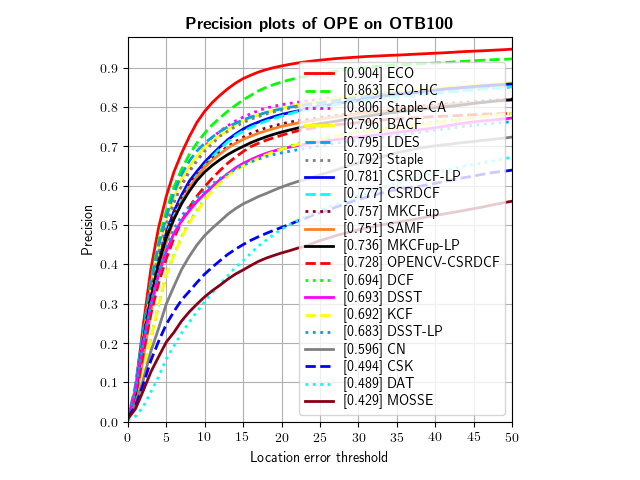 Precision plots of OPE on OTB100
Precision
0.9
0.8
0.7
0.6
0.5
0.4
0.3
0.2
0.1
0.0
[0.904] ECO
[0.863] ECO-HC
[0.806] Staple-CA
[0.796] BACF
[0.795] LDES
[0.792] Staple
[0.781] CSRDCF-LP
[0.777] CSRDCF
[0.757] MKCFup
[0.751] SAMF
[0.736] MKCFup-LP
[0.728] OPENCV-CSRDCF
[0.694] DCF
[0.693] DSST
[0.692] KCF
[0.683] DSST-LP
[0.596] CN
[0.494] CSK
[0.489] DAT
[0.429] MOSSE
0 5 10 15 20 25 30 35 40 45 50
Location error threshold